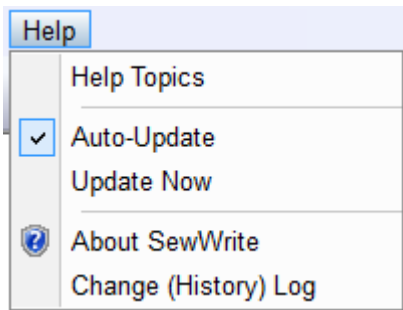 Help
Help Topics
Auto-Update
Update Now
About SewWrite
Change (History) Log